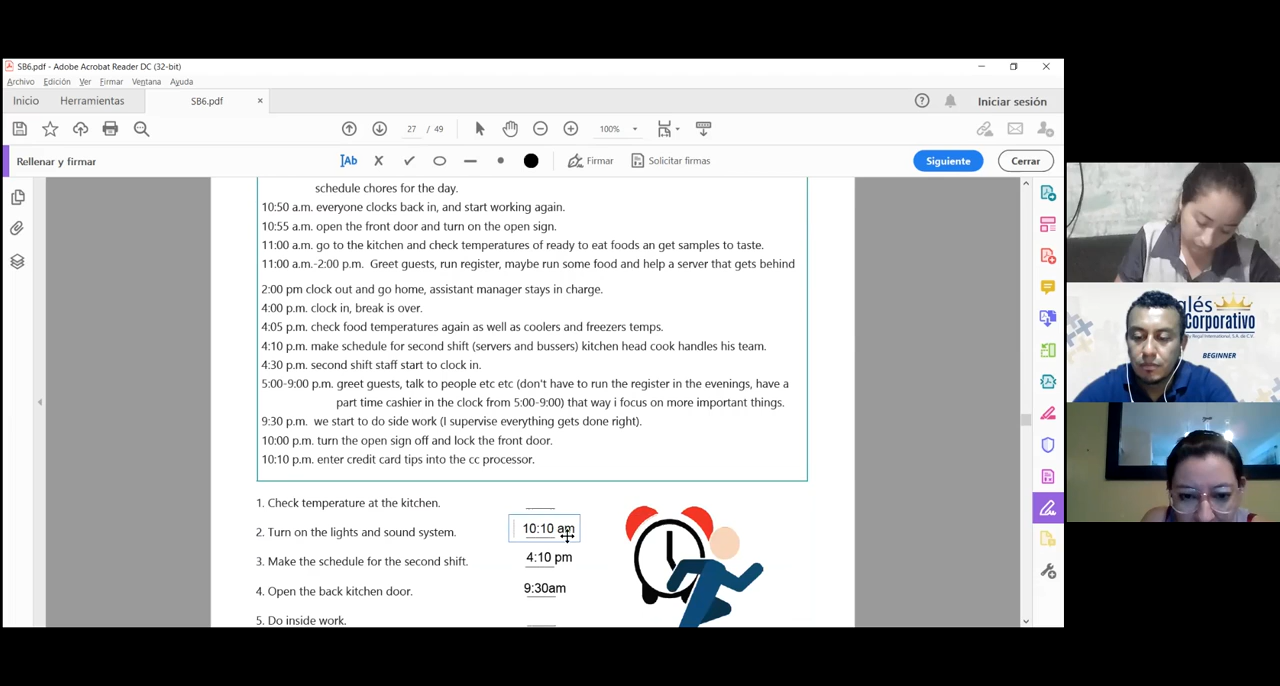 SB6.pdf - Adobe Acrobat Reader DC (32-bit)
Archivo Edición Ver Firmar Ventana Ayuda
Inicio Herramientas SB6.pdf × Iniciar sesión
27 / 49 100%
Rellenar y firmar Ab Firmar Solicitar firmas Siguiente Cerrar
schedule chores for the day.
10:50 a.m. everyone clocks back in, and start working again.
10:55 a.m. open the front door and turn on the open sign.
11:00 a.m. go to the kitchen and check temperatures of ready to eat foods an get samples to taste.
11:00 a.m.-2:00 p.m. Greet guests, run register, maybe run some food and help a server that gets behind
2:00 pm clock out and go home, assistant manager stays in charge.
4:00 p.m. clock in, break is over.
4:05 p.m. check food temperatures again as well as coolers and freezers temps.
4:10 p.m. make schedule for second shift (servers and bussers) kitchen head cook handles his team.
4:30 p.m. second shift staff start to clock in.
5:00-9:00 p.m. greet guests, talk to people etc etc (don't have to run the register in the evenings, have a
part time cashier in the clock from 5:00-9:00) that way i focus on more important things.
9:30 p.m. we start to do side work (I supervise everything gets done right).
10:00 p.m. turn the open sign off and lock the front door.
10:10 p.m. enter credit card tips into the cc processor.
1. Check temperature at the kitchen.
2. Turn on the lights and sound system. 10:10 am
3. Make the schedule for the second shift. 4:10 pm
4. Open the back kitchen door. 9:30am
5. Do inside work.
glés
Corporativo
BEGINNER